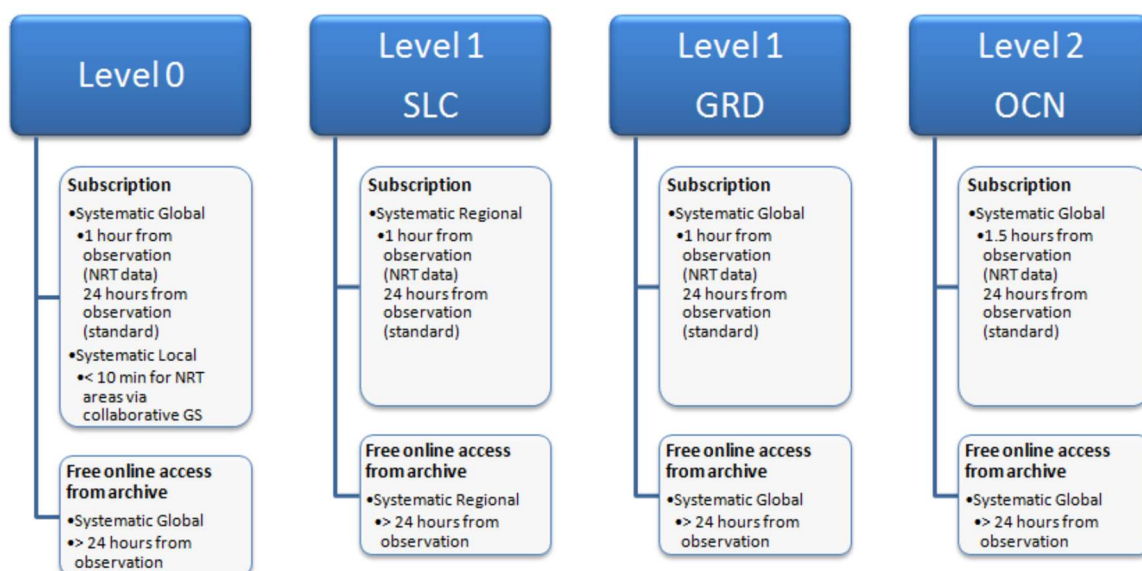 Level 0
Subscription
•Systematic Global
•1 hour from
observation
(NRT data)
24 hours from
observation
(standard)
•Systematic Local
•< 10 min for NRT
areas via
collaborative GS
Free online access
from archive
•Systematic Global
•> 24 hours from
observation
Level 1
SLC
Subscription
•Systematic Regional
•1 hour from
observation
(NRT data)
24 hours from
observation
(standard)
Free online access
from archive
•Systematic Regional
•> 24 hours from
observation
Level 1
GRD
Subscription
•Systematic Global
•1 hour from
observation
(NRT data)
24 hours from
observation
(standard)
Free online access
from archive
•Systematic Global
•> 24 hours from
observation
Level 2
OCN
Subscription
•Systematic Global
•1.5 hours from
observation
(NRT data)
24 hours from
observation
(standard)
Free online access
from archive
•Systematic Global
•> 24 hours from
observation